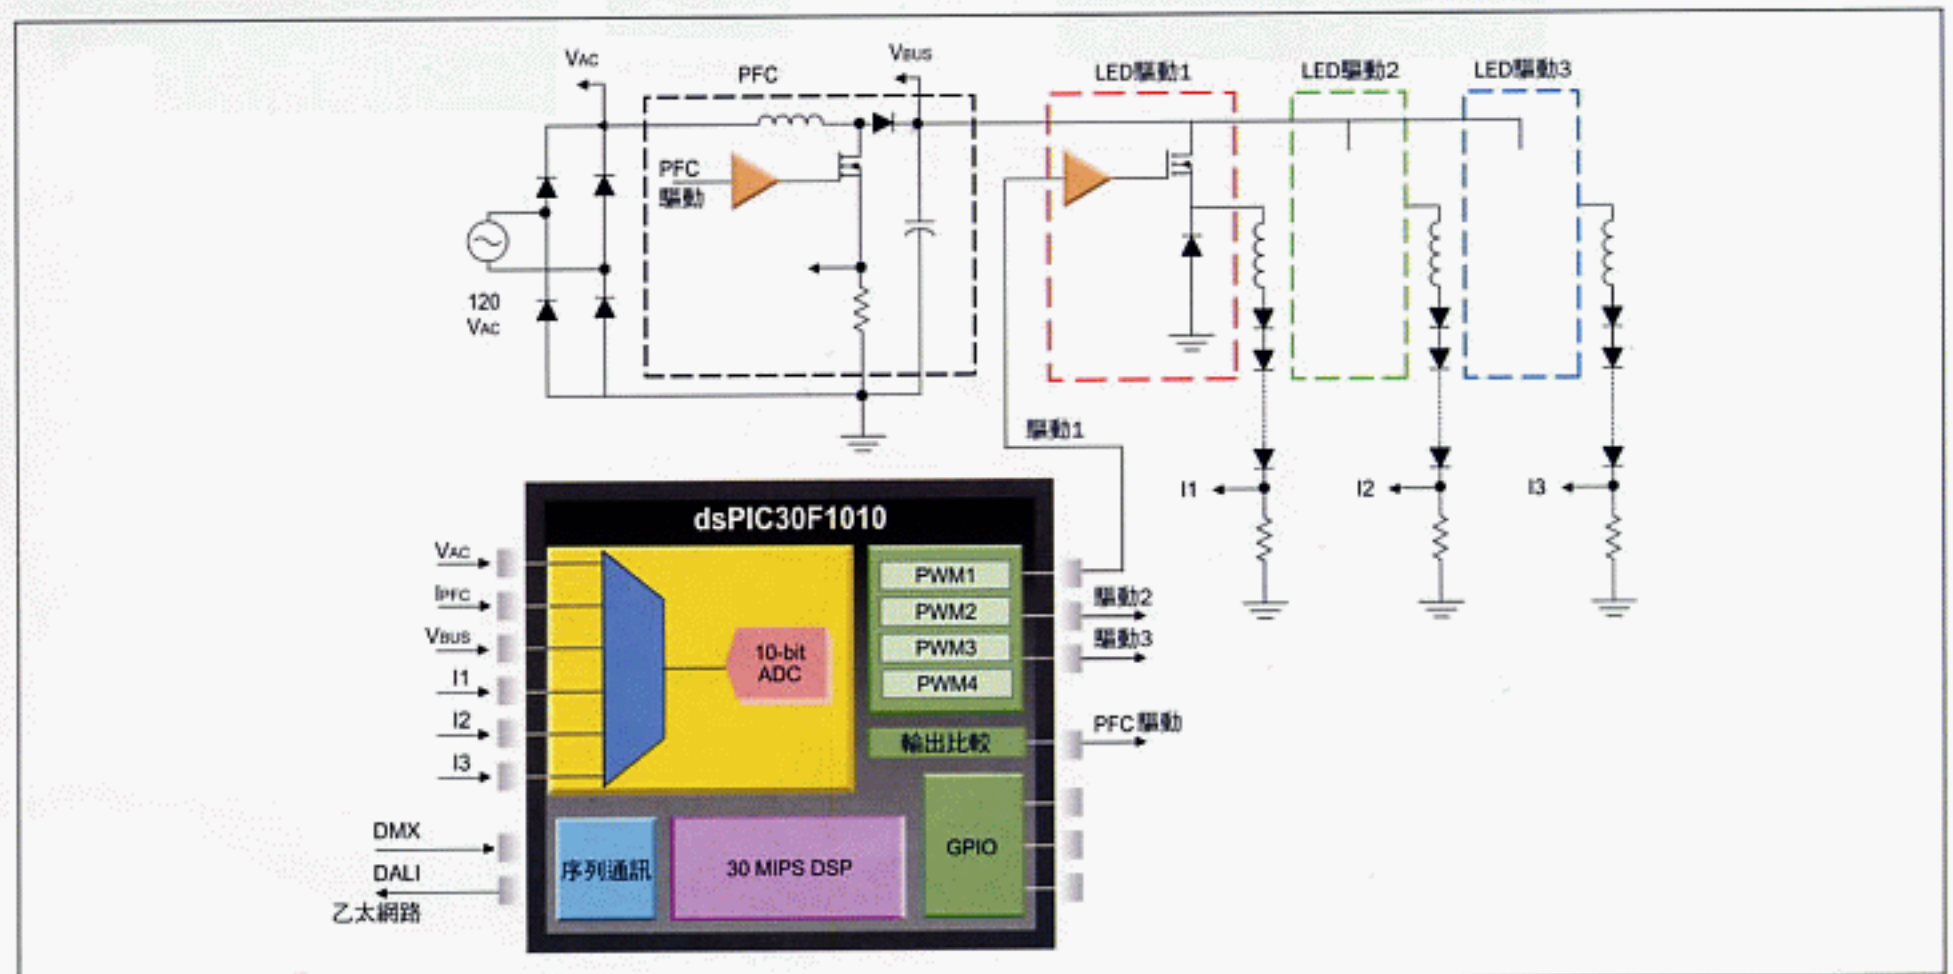 VAC
PFC
VBUS
LED驅動1
LED驅動2
LED驅動3
PFC
驅動
120
VAC
驅動1
I1
I2
I3
dsPIC30F1010
VAC
IPFC
VBUS
I1
I2
I3
10-bit
ADC
PWM1
PWM2
PWM3
PWM4
驅動2
驅動3
輸出比較
PFC驅動
DMX
DALI
乙太網路
序列通訊
30 MIPS DSP
GPIO